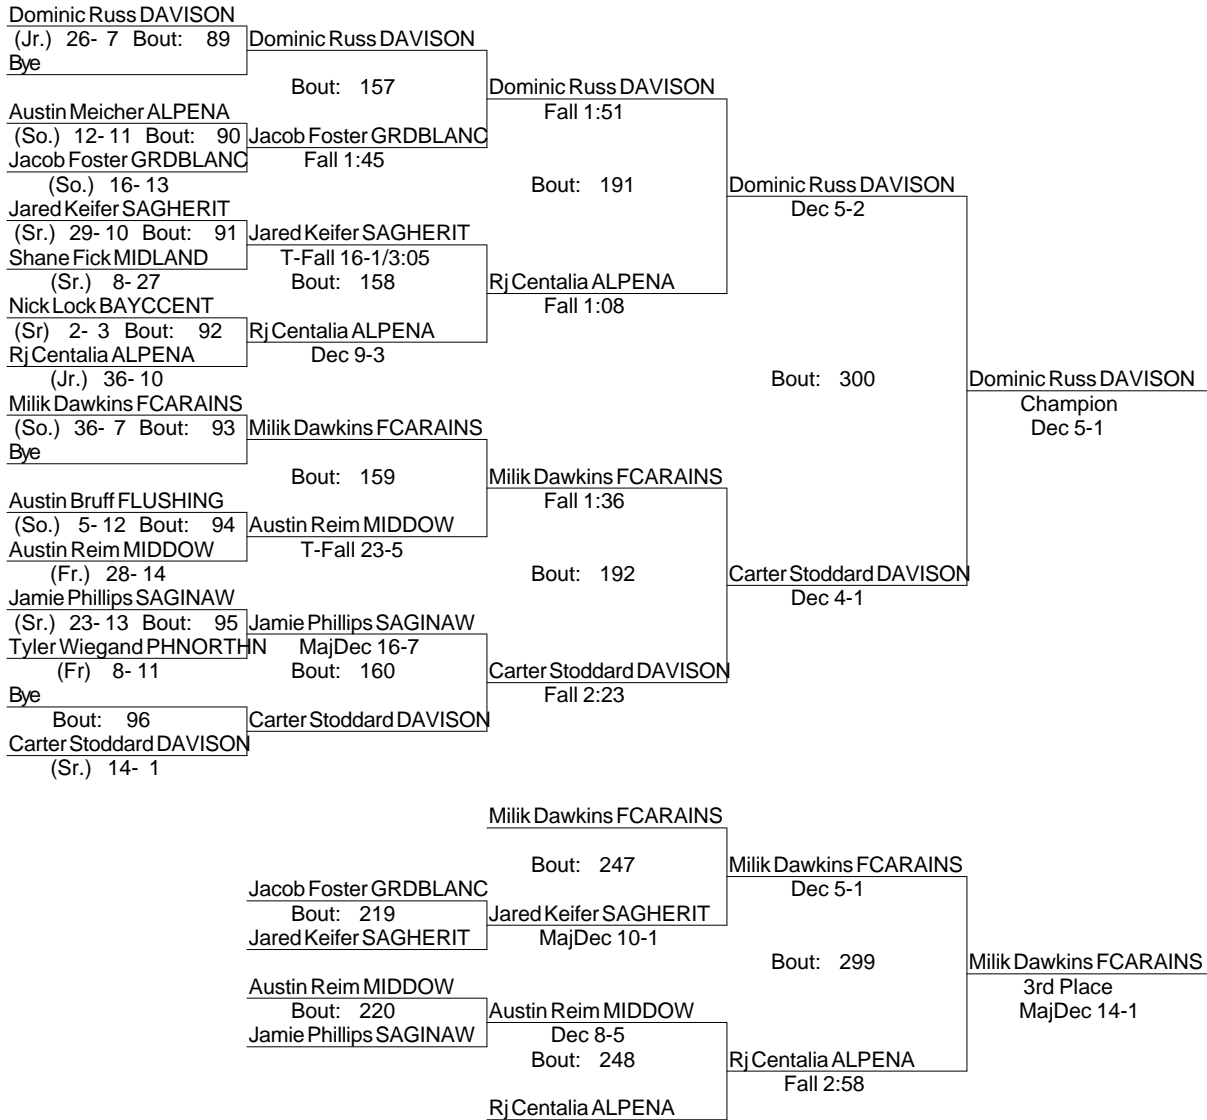 Dominic Russ DAVISON
(Jr.) 26- 7 Bout: 89
Bye
Dominic Russ DAVISON
Bout: 157
Dominic Russ DAVISON
Fall 1:51
Austin Meicher ALPENA
(So.) 12- 11 Bout: 90
Jacob Foster GRDBLANC
(So.) 16- 13
Jacob Foster GRDBLANC
Fall 1:45
Bout: 191
Dominic Russ DAVISON
Dec 5-2
Jared Keifer SAGHERIT
(Sr.) 29- 10 Bout: 91
Shane Fick MIDLAND
(Sr.) 8- 27
Jared Keifer SAGHERIT
T-Fall 16-1/3:05
Bout: 158
Rj Centalia ALPENA
Fall 1:08
Nick Lock BAYCCENT
(Sr) 2- 3 Bout: 92
Rj Centalia ALPENA
(Jr.) 36- 10
Rj Centalia ALPENA
Dec 9-3
Bout: 300
Dominic Russ DAVISON
Champion
Dec 5-1
Milik Dawkins FCARAINS
(So.) 36- 7 Bout: 93
Bye
Milik Dawkins FCARAINS
Bout: 159
Milik Dawkins FCARAINS
Fall 1:36
Austin Bruff FLUSHING
(So.) 5- 12 Bout: 94
Austin Reim MIDDOW
(Fr.) 28- 14
Austin Reim MIDDOW
T-Fall 23-5
Bout: 192
Carter Stoddard DAVISON
Dec 4-1
Jamie Phillips SAGINAW
(Sr.) 23- 13 Bout: 95
Tyler Wiegand PHNORTHN
(Fr) 8- 11
Jamie Phillips SAGINAW
MajDec 16-7
Bout: 160
Carter Stoddard DAVISON
Fall 2:23
Bye
Bout: 96
Carter Stoddard DAVISON
(Sr.) 14- 1
Carter Stoddard DAVISON
Milik Dawkins FCARAINS
Bout: 247
Milik Dawkins FCARAINS
Dec 5-1
Jacob Foster GRDBLANC
Bout: 219
Jared Keifer SAGHERIT
Jared Keifer SAGHERIT
MajDec 10-1
Bout: 299
Milik Dawkins FCARAINS
3rd Place
MajDec 14-1
Austin Reim MIDDOW
Bout: 220
Jamie Phillips SAGINAW
Austin Reim MIDDOW
Dec 8-5
Bout: 248
Rj Centalia ALPENA
Fall 2:58
Rj Centalia ALPENA